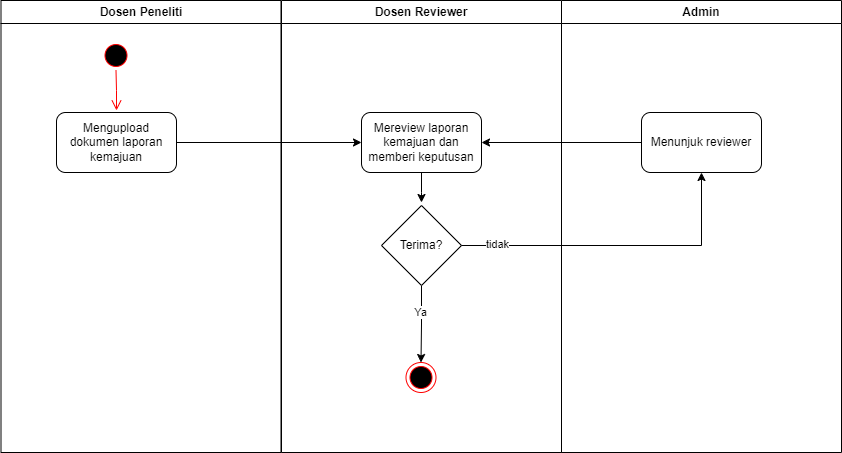 Dosen Peneliti
Dosen Reviewer
Admin
Mengupload
dokumen laporan
kemajuan
Mereview laporan
kemajuan dan
memberi keputusan
Menunjuk reviewer
Terima?
tidak
Ya